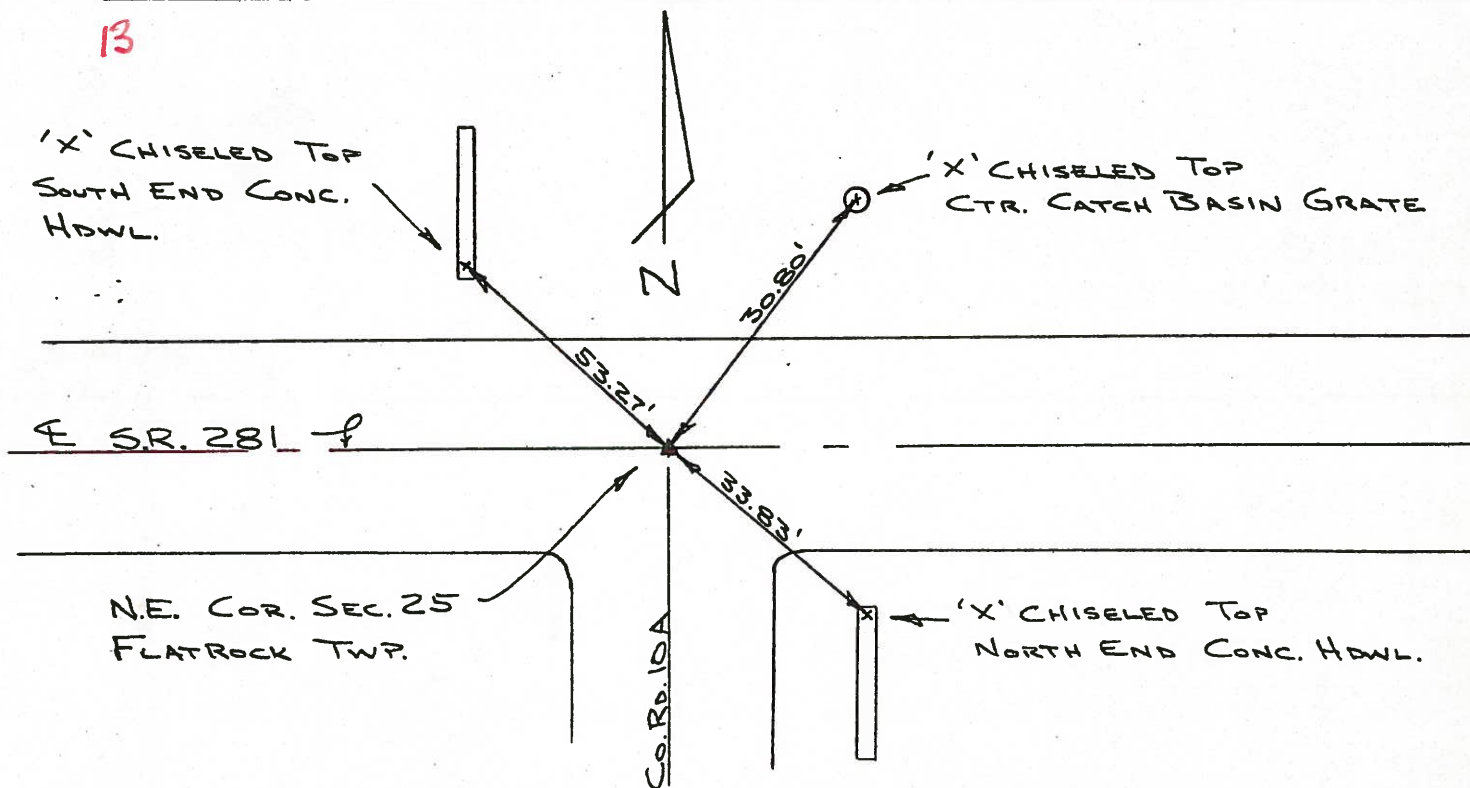 13
'X' CHISELED TOP
SOUTH END CONC.
HDWL.
N
'X' CHISELED TOP
CTR. CATCH BASIN GRATE
30.80'
53.27'
℄ S.R. 281
33.83'
N.E. COR. SEC. 25
FLATROCK TWP.
CO. RD. 10A
'X' CHISELED TOP
NORTH END CONC. HDWL.